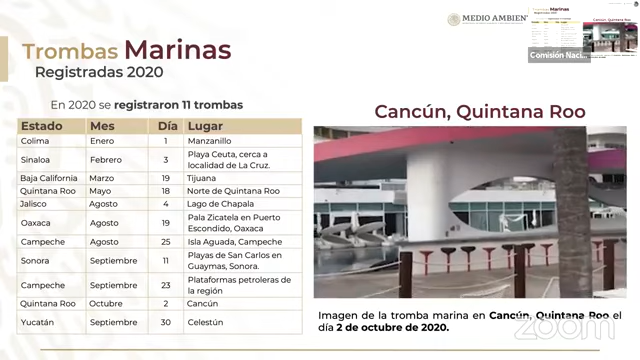 MEDIO AMBIEN
Trombas Marinas
Registradas 2020
En 2020 se registraron 11 trombas
Estado Mes Día Lugar
Colima Enero 1 Manzanillo
Sinaloa Febrero 3 Playa Ceuta, cerca a
localidad de La Cruz.
Baja California Marzo 19 Tijuana
Quintana Roo Mayo 18 Norte de Quintana Roo
Jalisco Agosto 4 Lago de Chapala
Oaxaca Agosto 19 Pala Zicatela en Puerto
Escondido, Oaxaca
Campeche Agosto 25 Isla Aguada, Campeche
Sonora Septiembre 11 Playas de San Carlos en
Guaymas, Sonora.
Campeche Septiembre 23 Plataformas petroleras de
la región
Quintana Roo Octubre 2 Cancún
Yucatán Septiembre 30 Celestún
Cancún, Quintana Roo
Imagen de la tromba marina en Cancún, Quintana Roo el
día 2 de octubre de 2020.
zoom
Comisión Naci...